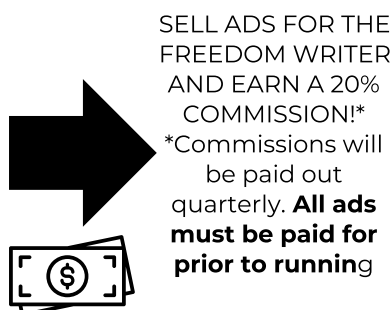 SELL ADS FOR THE
FREEDOM WRITER
AND EARN A 20%
COMMISSION!*
*Commissions will
be paid out
quarterly. All ads
must be paid for
prior to running
$